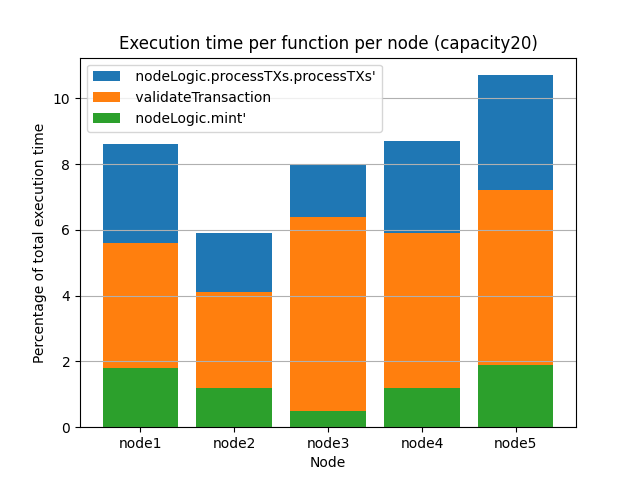 Execution time per function per node (capacity20)
nodeLogic.processTXs.processTXs'
validateTransaction
nodeLogic.mint'
Percentage of total execution time
10
8
6
4
2
0
node1 node2 node3 node4 node5
Node